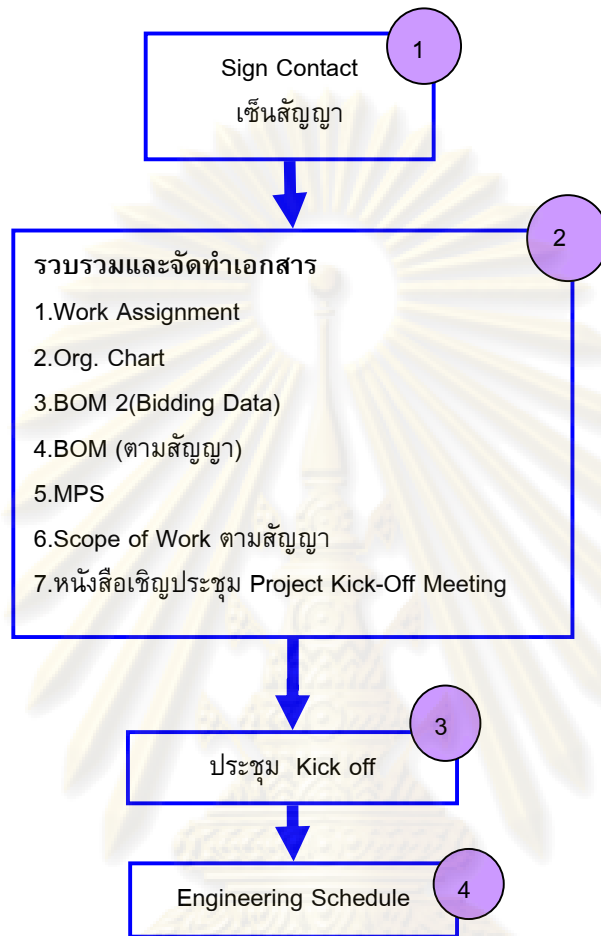 1
Sign Contact
เซ็นสัญญา
2
รวบรวมและจัดทำเอกสาร
1.Work Assignment
2.Org. Chart
3.BOM 2(Bidding Data)
4.BOM (ตามสัญญา)
5.MPS
6.Scope of Work ตามสัญญา
7.หนังสือเชิญประชุม Project Kick-Off Meeting
3
ประชุม Kick off
4
Engineering Schedule